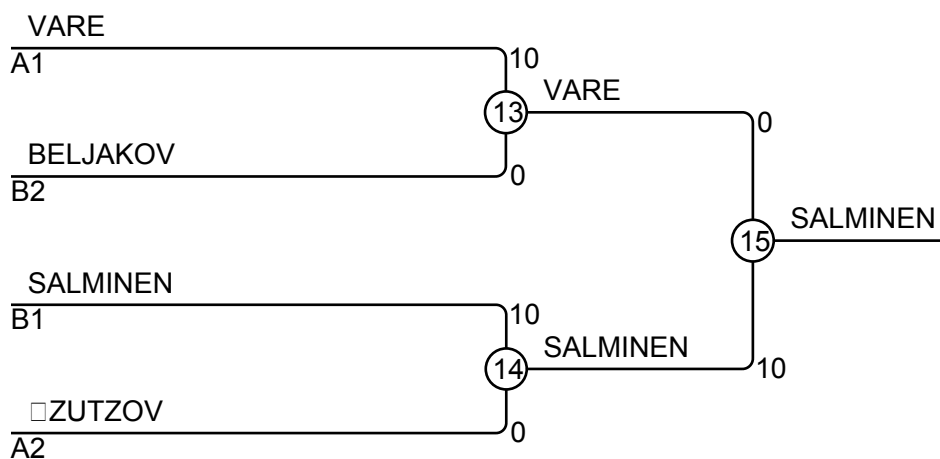 VARE
A1
10
13
VARE
0
BELJAKOV
B2
0
15
SALMINEN
SALMINEN
B1
10
14
SALMINEN
10
□ZUTZOV
A2
0